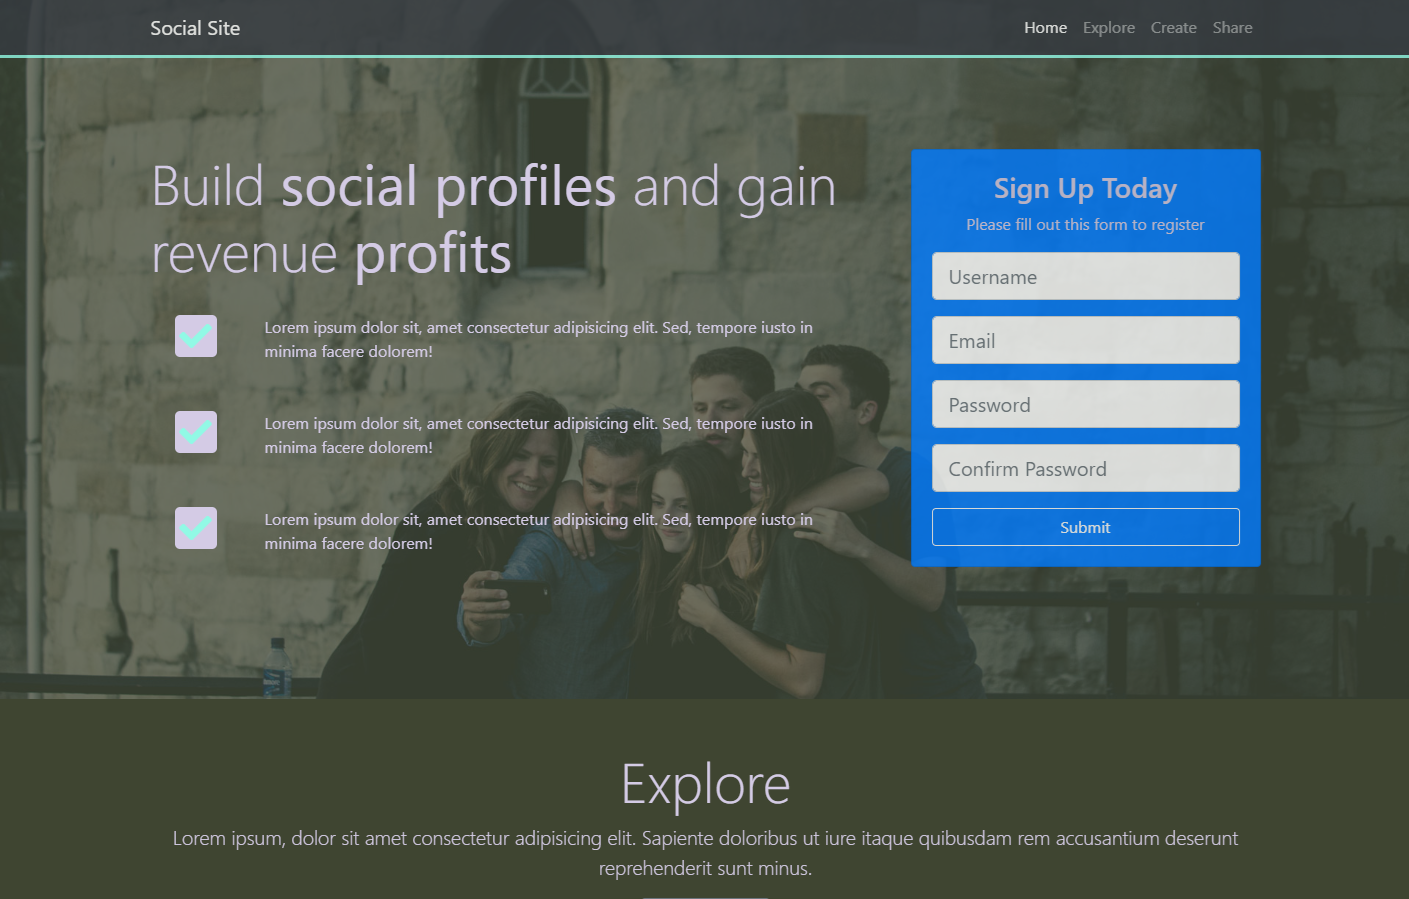 Social Site
Home Explore Create Share
Build social profiles and gain
revenue profits
Lorem ipsum dolor sit, amet consectetur adipisicing elit. Sed, tempore iusto in
minima facere dolorem!
Lorem ipsum dolor sit, amet consectetur adipisicing elit. Sed, tempore iusto in
minima facere dolorem!
Lorem ipsum dolor sit, amet consectetur adipisicing elit. Sed, tempore iusto in
minima facere dolorem!
Sign Up Today
Please fill out this form to register
Username
Email
Password
Confirm Password
Submit
Explore
Lorem ipsum, dolor sit amet consectetur adipisicing elit. Sapiente doloribus ut iure itaque quibusdam rem accusantium deserunt
reprehenderit sunt minus.